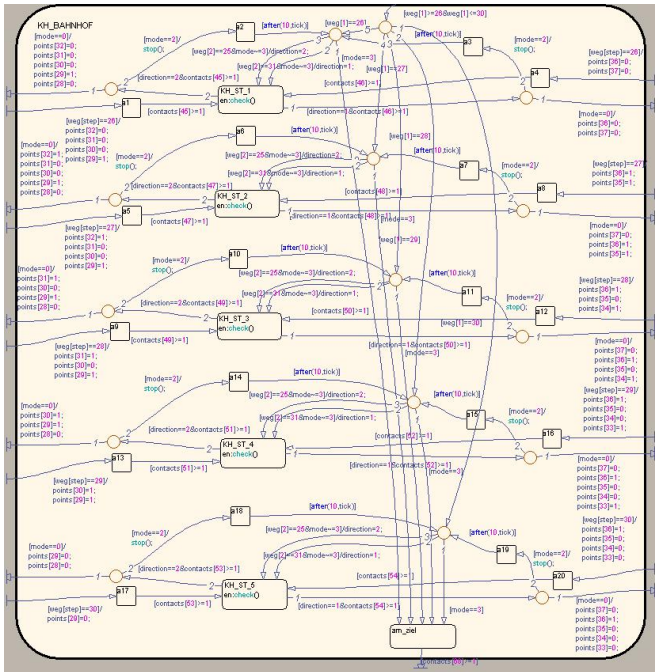 KH_BAHNHOF
[mode==0]/
points[32]=0;
points[31]=0;
points[30]=0;
points[29]=1;
points[28]=0;
[mode==2]/
stop();
a2
[after(10,tick)]
[weg[1]==26]
[weg[1]>=26&weg[1]<=30]
a3
[mode==2]/
stop();
[weg[step]==26]/
points[36]=0;
points[37]=0;
[weg[2]==25&mode~=3]/direction=2;
[mode==3]
[after(10,tick)]
[weg[2]==31&mode~=3]/direction=1;
[weg[1]==27]
a4
[direction==2&contacts[45]>=1]
KH_ST_1
en:check()
[contacts[46]>=1]
a1
[contacts[45]>=1]
[direction==1&contacts[46]>=1]
[mode==0]/
points[36]=0;
points[37]=0;
[weg[step]==26]/
points[32]=0;
points[31]=0;
points[30]=0;
points[29]=1;
[mode==0]/
points[32]=1;
points[31]=0;
points[30]=0;
points[29]=1;
points[28]=0;
a6
[mode==2]/
stop();
[after(10,tick)]
[weg[1]==28]
[weg[2]==25&mode~=3]/direction=2;
[weg[2]==31&mode~=3]/direction=1;
[after(10,tick)]
a7
[mode==2]/
stop();
[weg[step]==27]/
points[36]=1;
points[35]=1;
a8
[direction==2&contacts[47]>=1]
KH_ST_2
en:check()
[contacts[48]>=1]
a5
[contacts[47]>=1]
[direction==1&contacts[48]>=1]
[mode==3]
[weg[1]==29]
[weg[step]==27]/
points[32]=1;
points[31]=0;
points[30]=0;
points[29]=1;
[mode==0]/
points[37]=0;
points[36]=1;
points[35]=1;
[mode==0]/
points[31]=1;
points[30]=0;
points[29]=1;
points[28]=0;
a10
[mode==2]/
stop();
[after(10,tick)]
[weg[2]==25&mode~=3]/direction=2;
[weg[2]==31&mode~=3]/direction=1;
[after(10,tick)]
a11
[mode==2]/
stop();
[weg[step]==28]/
points[36]=1;
points[35]=0;
points[34]=1;
a12
[direction==2&contacts[49]>=1]
KH_ST_3
en:check()
[contacts[50]>=1]
[weg[1]==30]
a9
[contacts[49]>=1]
[direction==1&contacts[50]>=1]
[mode==3]
[weg[step]==28]/
points[31]=1;
points[30]=0;
points[29]=1;
[mode==0]/
points[37]=0;
points[36]=1;
points[35]=0;
points[34]=1;
[mode==0]/
points[30]=1;
points[29]=1;
points[28]=0;
a14
[mode==2]/
stop();
[after(10,tick)]
[weg[2]==25&mode~=3]/direction=2;
[weg[2]==31&mode~=3]/direction=1;
[after(10,tick)]
a15
[mode==2]/
stop();
[weg[step]==29]/
points[36]=1;
points[35]=0;
points[34]=0;
points[33]=1;
a16
[direction==2&contacts[51]>=1]
KH_ST_4
en:check()
[contacts[52]>=1]
a13
[contacts[51]>=1]
[direction==1&contacts[52]>=1]
[mode==3]
[weg[step]==29]/
points[30]=1;
points[29]=1;
[mode==0]/
points[37]=0;
points[36]=1;
points[35]=0;
points[34]=0;
points[33]=1;
[mode==0]/
points[29]=0;
points[28]=0;
a18
[mode==2]/
stop();
[after(10,tick)]
[weg[2]==25&mode~=3]/direction=2;
[weg[2]==31&mode~=3]/direction=1;
[after(10,tick)]
a19
[mode==2]/
stop();
[weg[step]==30]/
points[36]=1;
points[35]=0;
points[34]=0;
points[33]=0;
a20
[direction==2&contacts[53]>=1]
KH_ST_5
en:check()
[contacts[54]>=1]
a17
[contacts[53]>=1]
[direction==1&contacts[54]>=1]
[mode==3]
[weg[step]==30]/
points[29]=0;
[mode==0]/
points[37]=0;
points[36]=1;
points[35]=0;
points[34]=0;
points[33]=0;
am_ziel